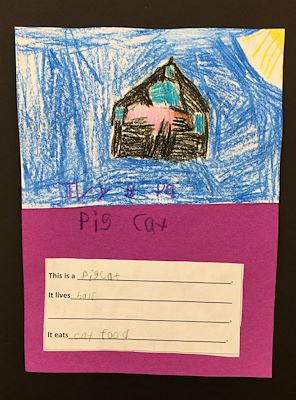 Pig Cat
This is a pigcat.
It lives
It eats cat food.